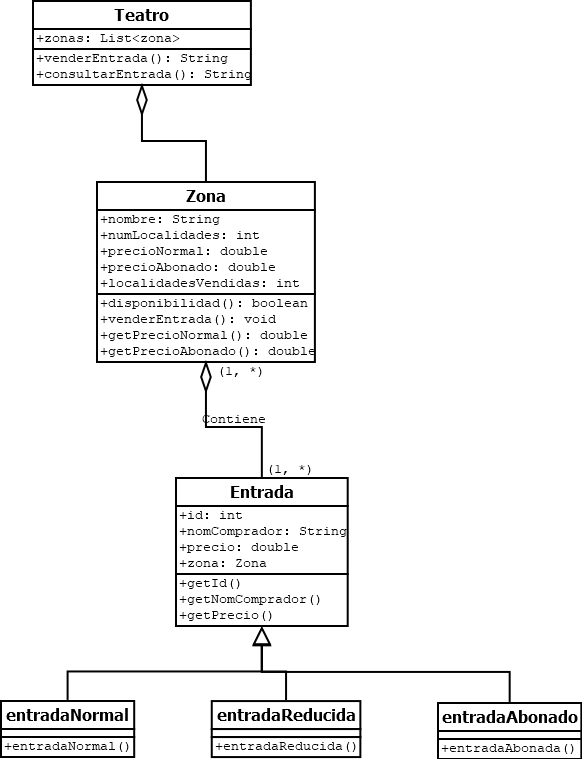 Teatro
+zonas: List<zona>
+venderEntrada(): String
+consultarEntrada(): String
Zona
+nombre: String
+numLocalidades: int
+precioNormal: double
+precioAbonado: double
+localidadesVendidas: int
+disponibilidad(): boolean
+venderEntrada(): void
+getPrecioNormal(): double
+getPrecioAbonado(): double
(1, *)
Contiene
(1, *)
Entrada
+id: int
+nomComprador: String
+precio: double
+zona: Zona
+getId()
+getNomComprador()
+getPrecio()
entradaNormal
+entradaNormal()
entradaReducida
+entradaReducida()
entradaAbonado
+entradaAbonada()